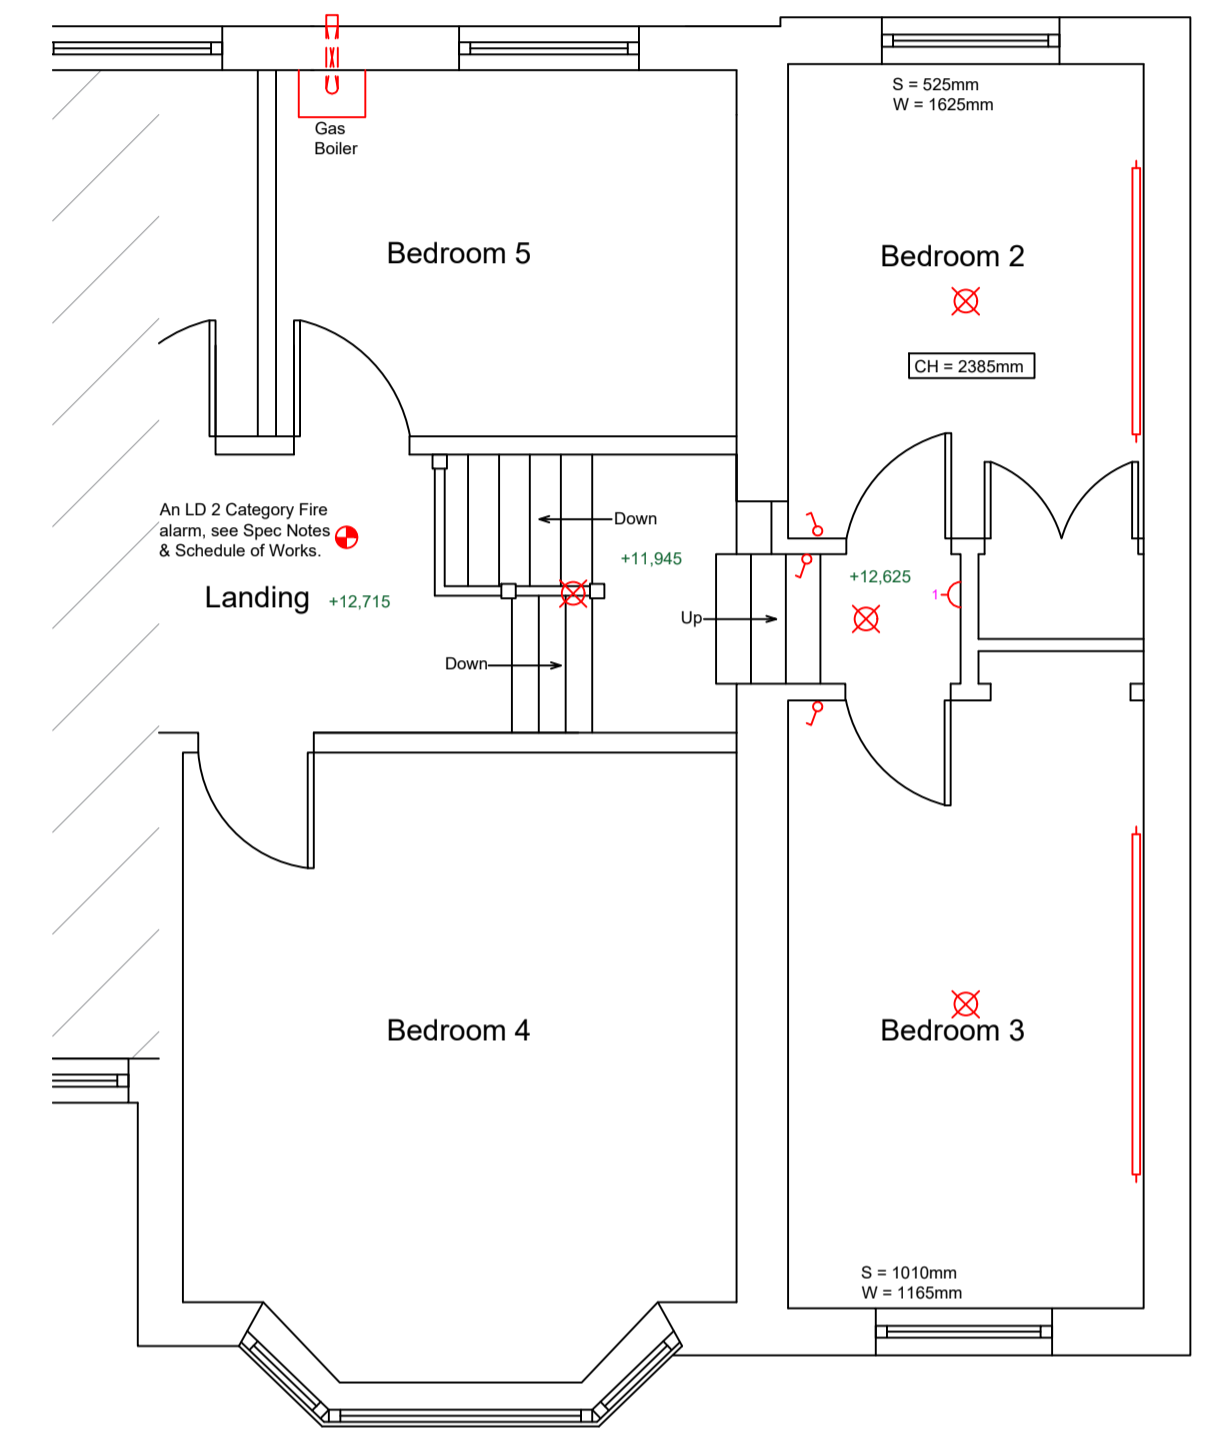 S = 525mm
W = 1625mm
Gas
Boiler
Bedroom 5
Bedroom 2
CH = 2385mm
An LD 2 Category Fire
alarm, see Spec Notes
& Schedule of Works.
Down
+11,945
+12,625
1
Landing
+12,715
Up
Down
Bedroom 4
Bedroom 3
S = 1010mm
W = 1165mm